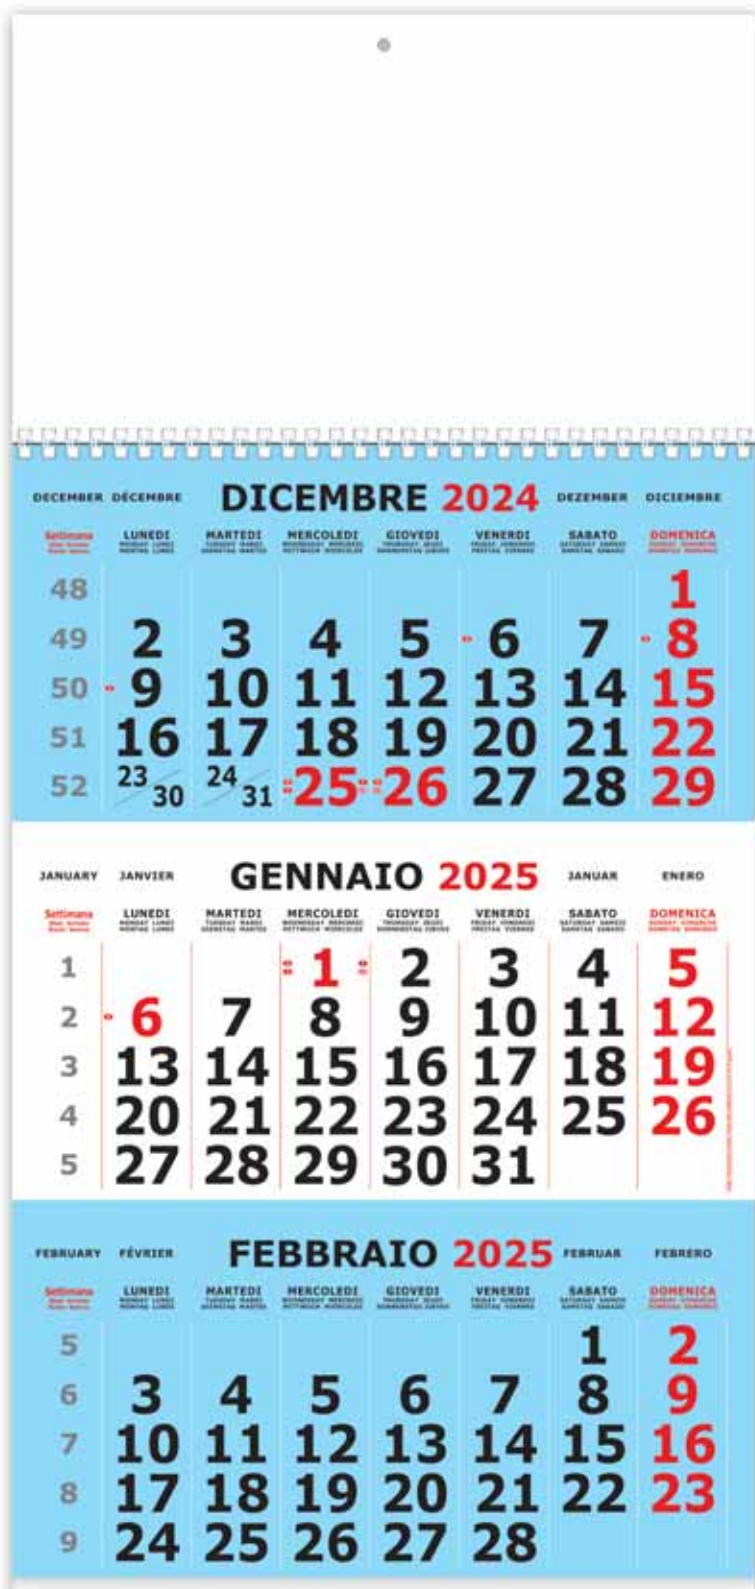 DECEMBER DÉCEMBRE DICEMBRE 2024 DEZEMBER DICIEMBRE
Settimana LUNEDI MARTEDI MERCOLEDI GIOVEDI VENERDI SABATO DOMENICA
48 1
49 2 3 4 5 6 7 8
50 9 10 11 12 13 14 15
51 16 17 18 19 20 21 22
52 23/30 24/31 25 26 27 28 29
JANUARY JANVIER GENNAIO 2025 JANUAR ENERO
Settimana LUNEDI MARTEDI MERCOLEDI GIOVEDI VENERDI SABATO DOMENICA
1 1 2 3 4 5
2 6 7 8 9 10 11 12
3 13 14 15 16 17 18 19
4 20 21 22 23 24 25 26
5 27 28 29 30 31
FEBRUARY FÉVRIER FEBBRAIO 2025 FEBRUAR FEBRERO
Settimana LUNEDI MARTEDI MERCOLEDI GIOVEDI VENERDI SABATO DOMENICA
5 1 2
6 3 4 5 6 7 8 9
7 10 11 12 13 14 15 16
8 17 18 19 20 21 22 23
9 24 25 26 27 28